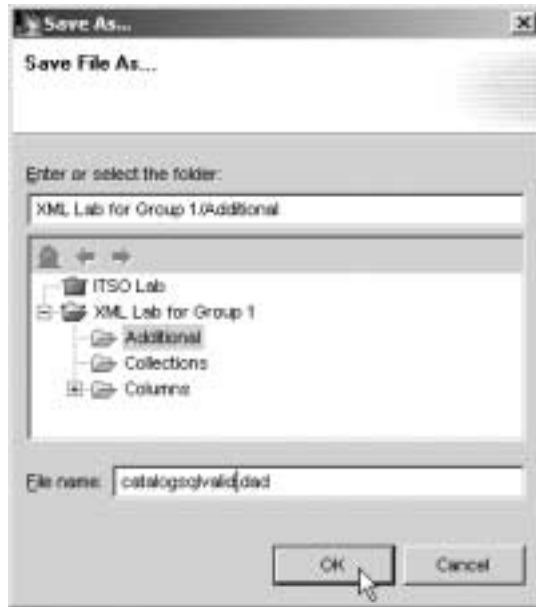 Save As...
Save File As...
Enter or select the folder:
XML Lab for Group 1/Additional
ITSO Lab
XML Lab for Group 1
Additional
Collections
Columns
File name: catalogsqlvalid.dad
OK Cancel